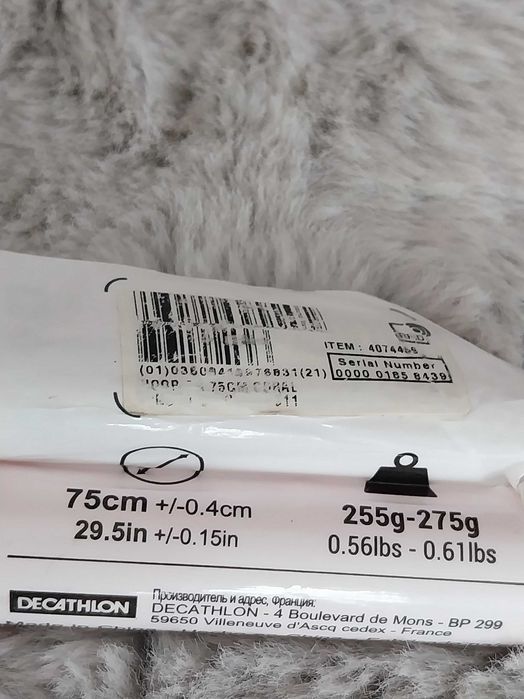 ITEM :
Serial Number
0000 0165 8439
75CM
75cm +/-0.4cm
29.5in +/-0.15in
255g-275g
0.56lbs - 0.61lbs
DECATHLON
Производитель и адрес, Франция:
DECATHLON - 4 Boulevard de Mons - BP 299
59650 Villeneuve d'Ascq cedex - France